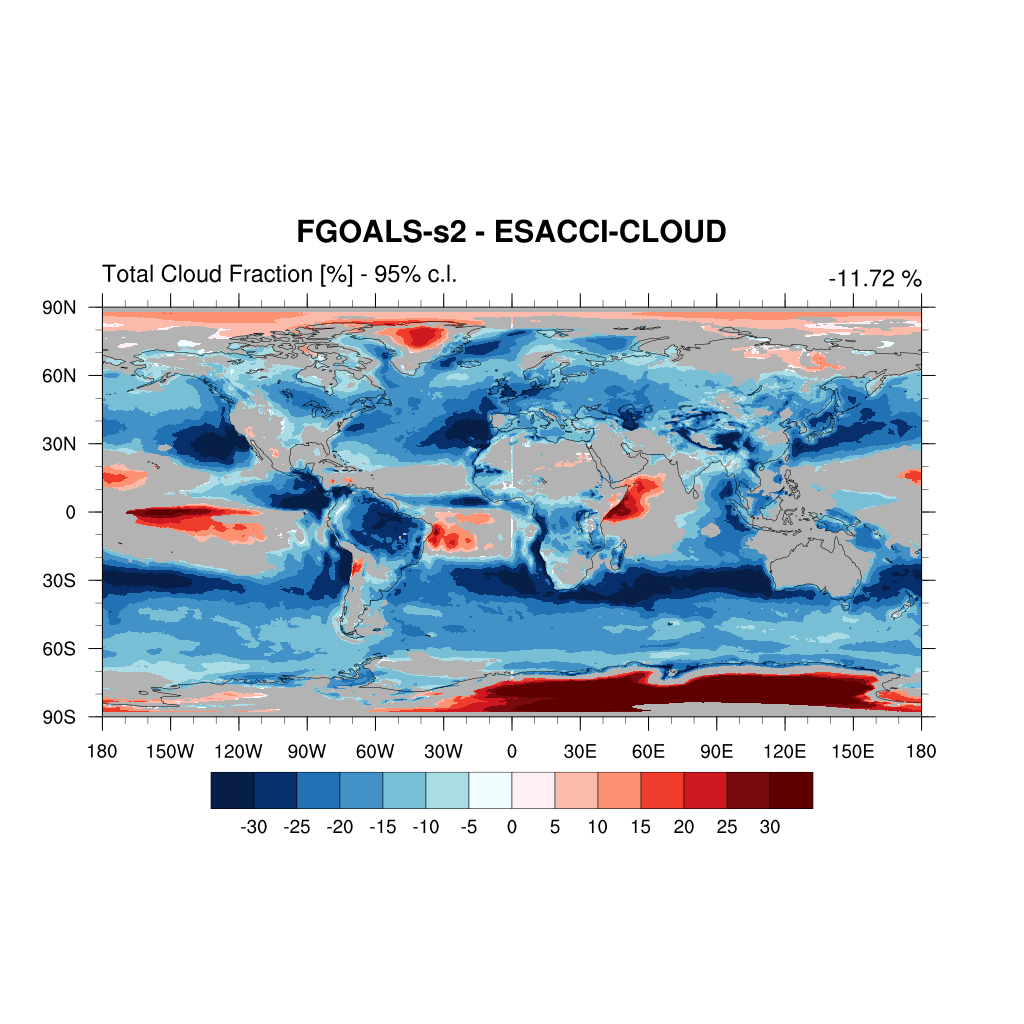 FGOALS-s2 - ESACCI-CLOUD
Total Cloud Fraction [%] - 95% c.l.
-11.72 %
90N
60N
30N
0
30S
60S
90S
180 150W 120W 90W 60W 30W 0 30E 60E 90E 120E 150E 180
-30 -25 -20 -15 -10 -5 0 5 10 15 20 25 30